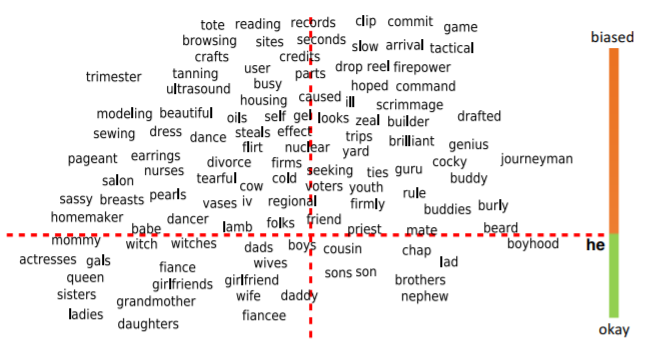 tote reading records clip commit game
biased
browsing sites seconds slow arrival tactical
crafts credits drop reel firepower
trimester tanning user parts
ultrasound busy hoped command
housing caused ill scrimmage
modeling beautiful oils self gel looks zeal builder drafted
sewing dress dance steals effect trips brilliant genius
flirt nuclear yard
pageant earrings divorce firms cocky journeyman
nurses seeking ties guru
salon tearful cow cold voters youth buddy
sassy breasts pearls vases iv regional firmly rule
buddies burly
homemaker dancer folks friend
babe lamb priest mate beard
mommy witch witches dads boys cousin chap boyhood he
actresses gals wives lad
queen fiance girlfriend sons son brothers
sisters girlfriends wife daddy nephew
grandmother
ladies daughters fiancee
okay